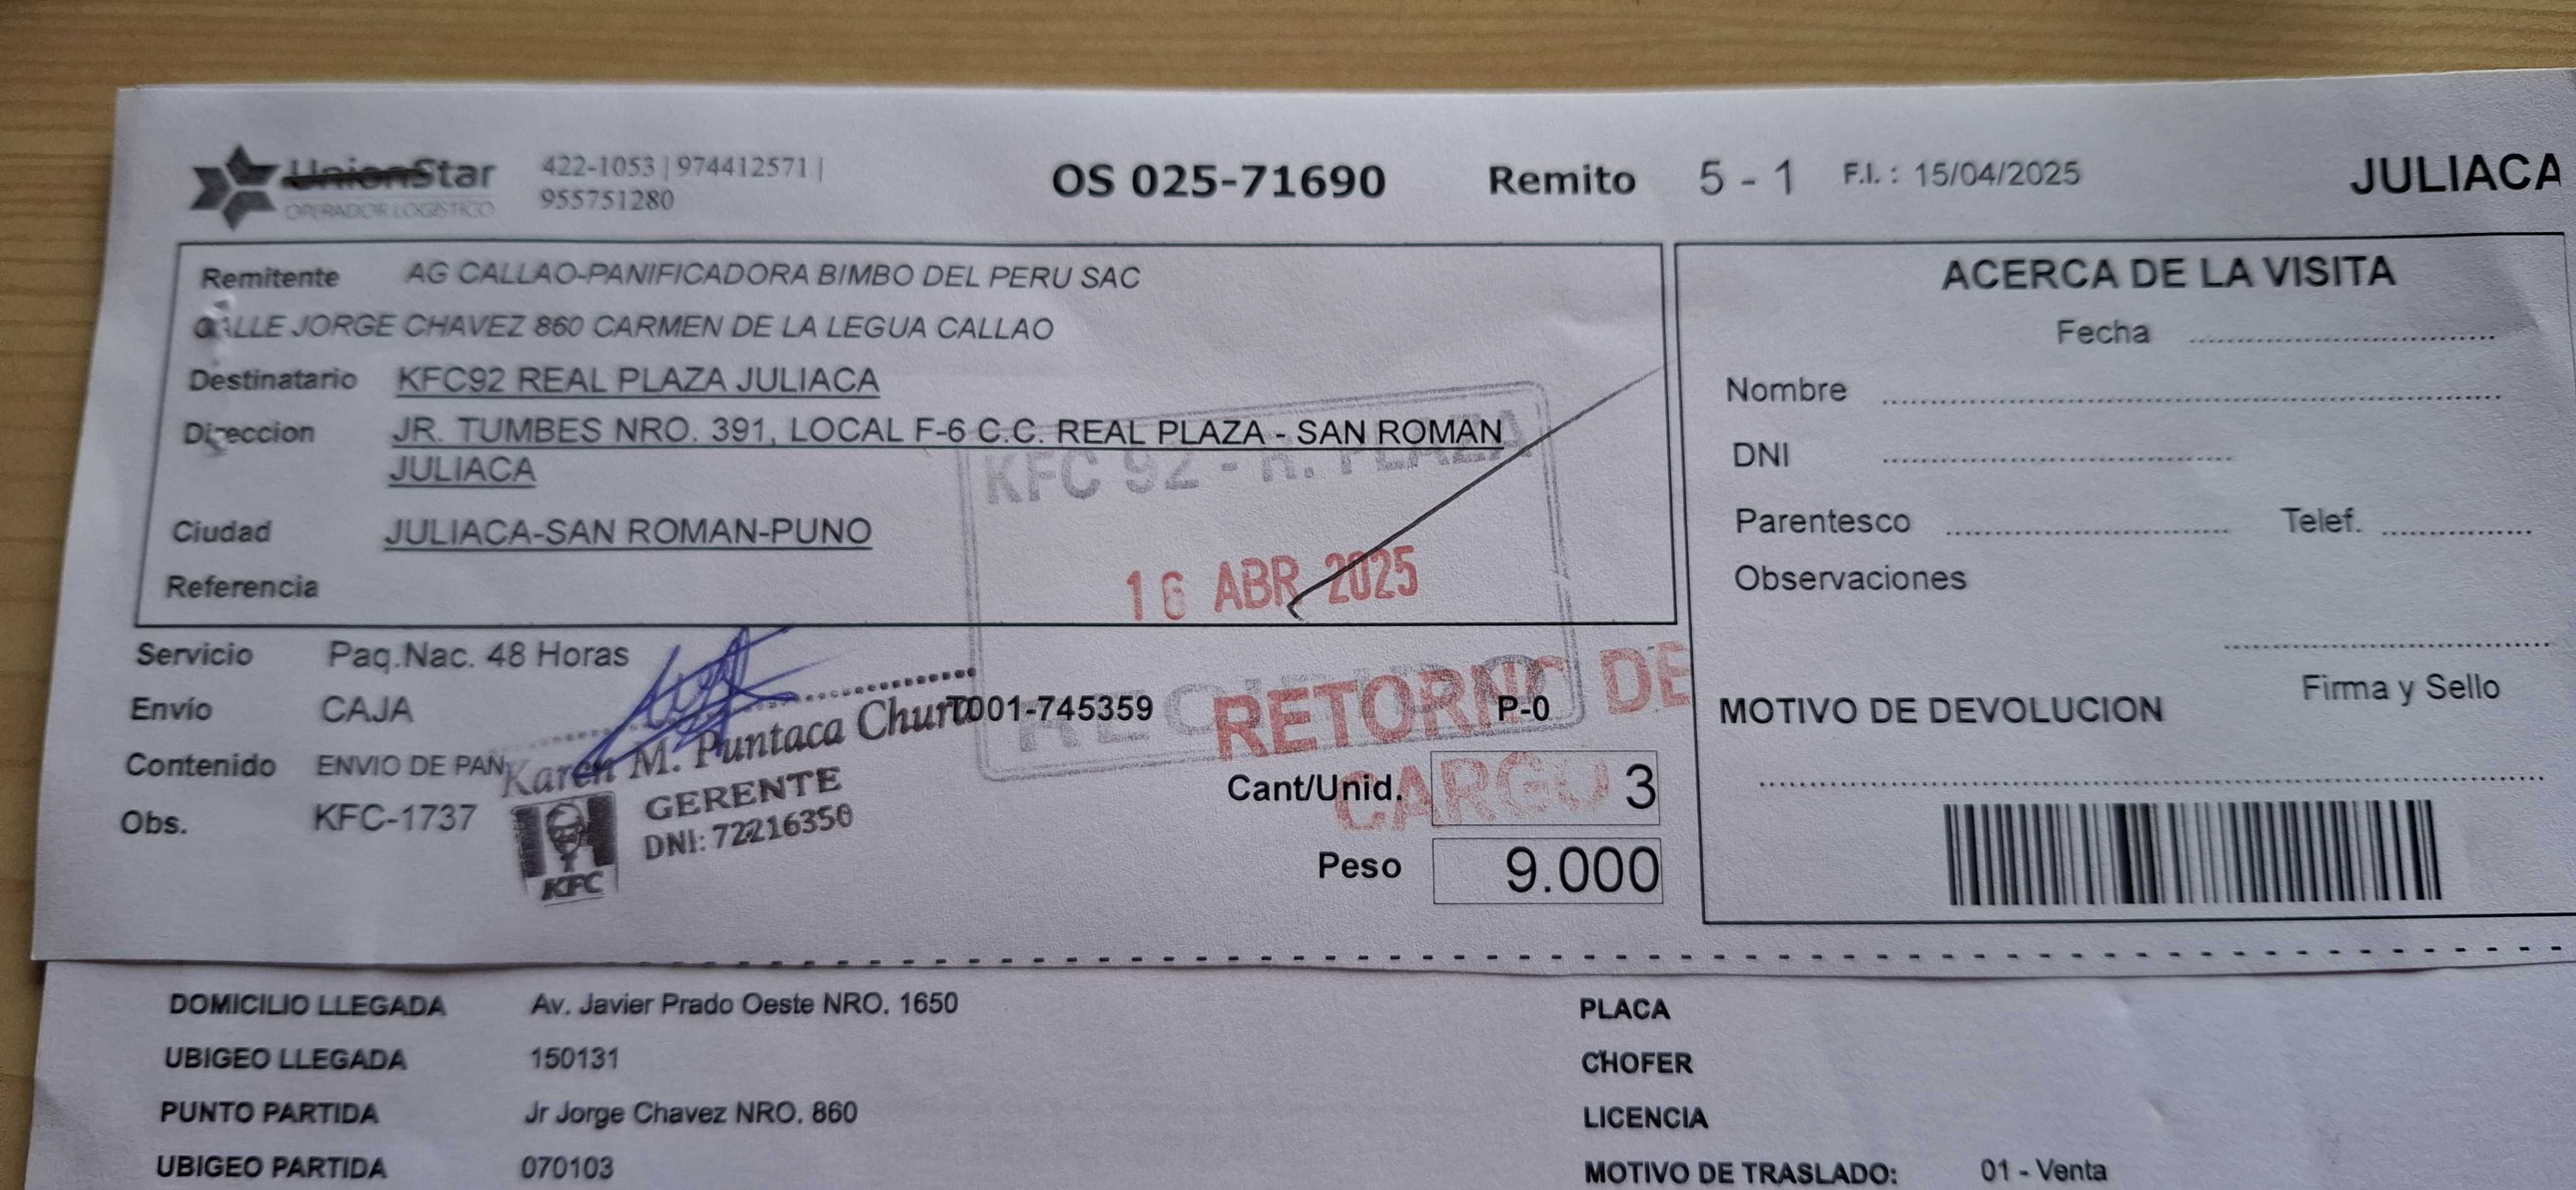 UnionStar
OPERADOR LOGISTICO
422-1053 | 974412571 |
955751280
OS 025-71690 Remito 5 - 1 F.I. : 15/04/2025 JULIACA
Remitente AG CALLAO-PANIFICADORA BIMBO DEL PERU SAC
CALLE JORGE CHAVEZ 860 CARMEN DE LA LEGUA CALLAO
Destinatario KFC92 REAL PLAZA JULIACA
Direccion JR. TUMBES NRO. 391, LOCAL F-6 C.C. REAL PLAZA - SAN ROMAN
JULIACA
Ciudad JULIACA-SAN ROMAN-PUNO
Referencia
KFC 92 - R. PLAZA
16 ABR 2025
RECIBIDO
Servicio Paq.Nac. 48 Horas
Envío CAJA T001-745359 P-0
Contenido ENVIO DE PAN
Obs. KFC-1737
Karen M. Puntaca Chura
GERENTE
DNI: 72216350
KFC
RETORNO DE
CARGO
Cant/Unid. 3
Peso 9.000
ACERCA DE LA VISITA
Fecha
Nombre
DNI
Parentesco Telef.
Observaciones
Firma y Sello
MOTIVO DE DEVOLUCION
DOMICILIO LLEGADA Av. Javier Prado Oeste NRO. 1650 PLACA
UBIGEO LLEGADA 150131 CHOFER
PUNTO PARTIDA Jr Jorge Chavez NRO. 860 LICENCIA
UBIGEO PARTIDA 070103 MOTIVO DE TRASLADO: 01 - Venta